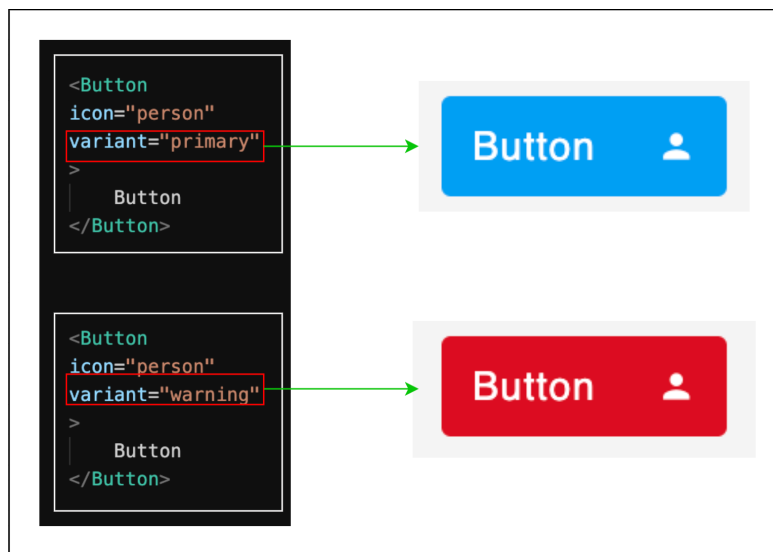 <Button
icon="person"
variant="primary"
>
Button
</Button>
Button
<Button
icon="person"
variant="warning"
>
Button
</Button>
Button